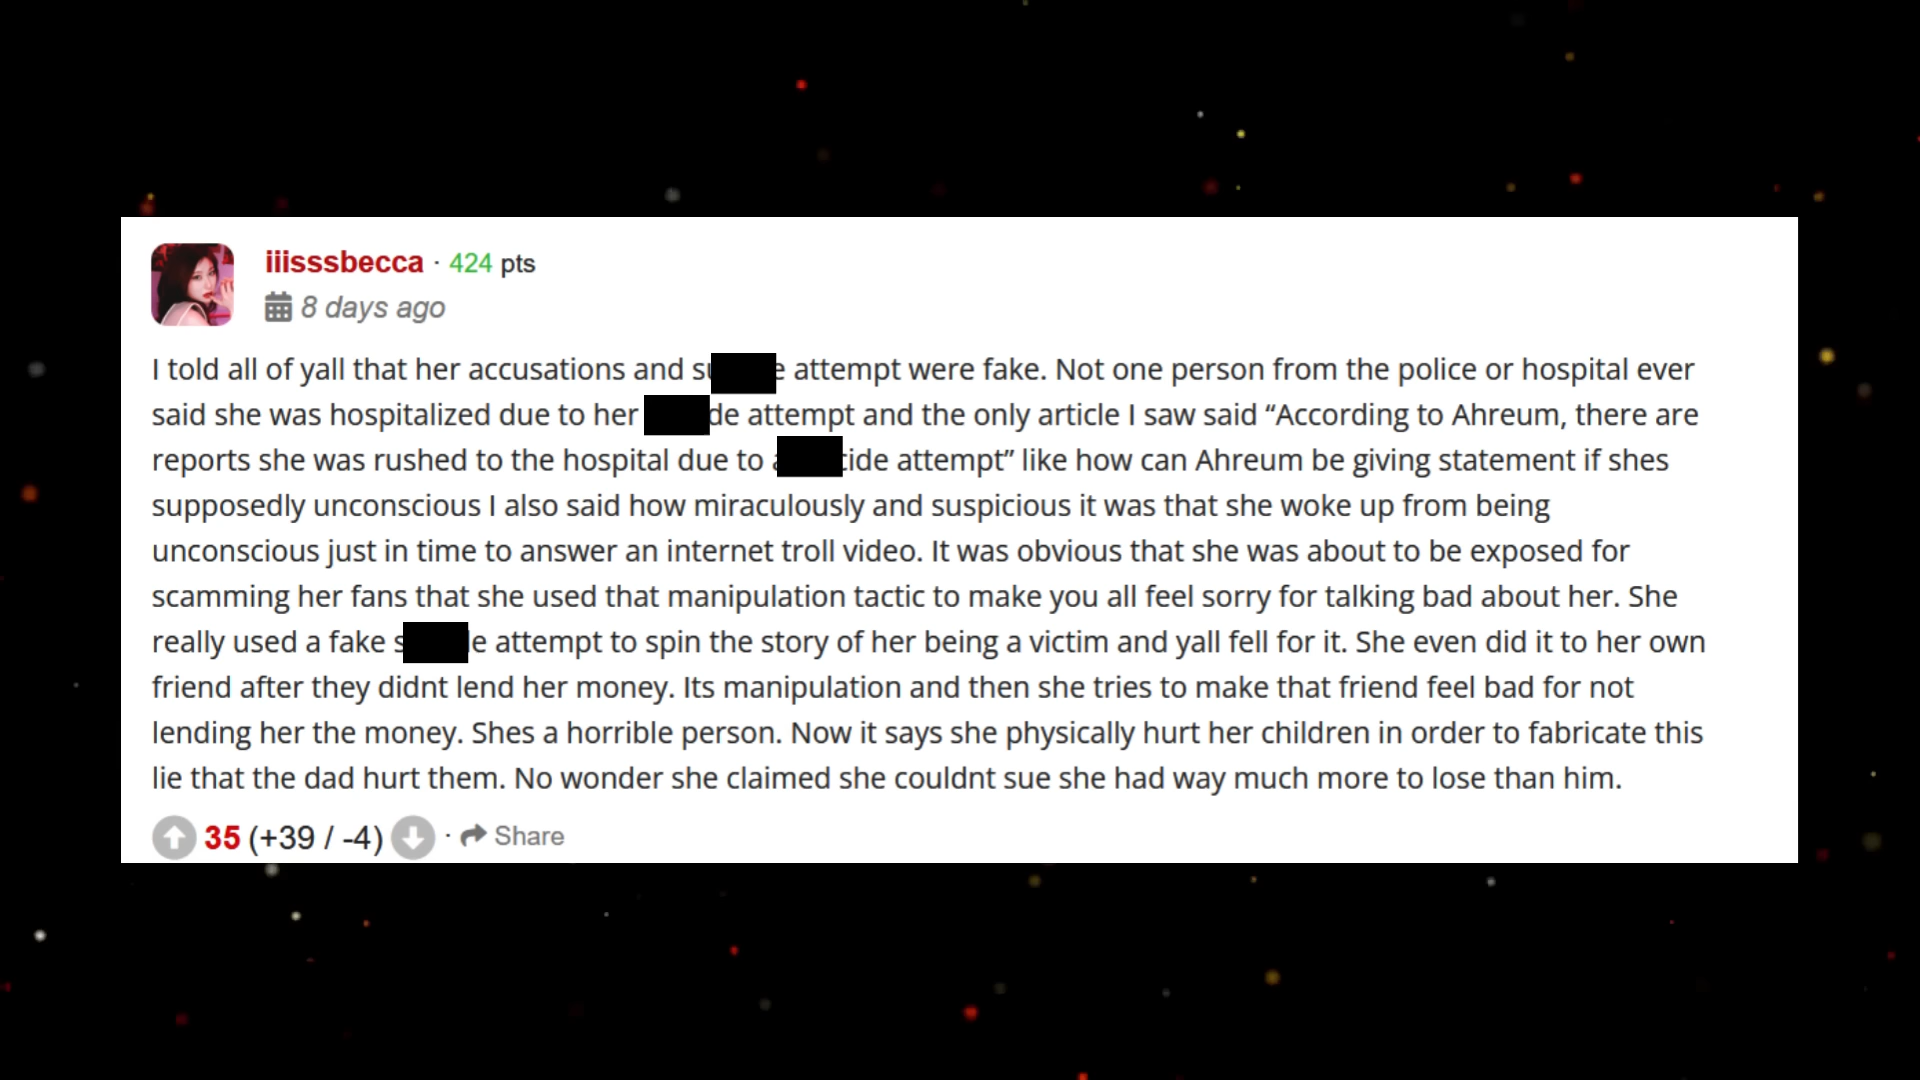 iiisssbecca · 424 pts
8 days ago
I told all of yall that her accusations and attempt were fake. Not one person from the police or hospital ever
said she was hospitalized due to her attempt and the only article I saw said “According to Ahreum, there are
reports she was rushed to the hospital due to attempt” like how can Ahreum be giving statement if shes
supposedly unconscious I also said how miraculously and suspicious it was that she woke up from being
unconscious just in time to answer an internet troll video. It was obvious that she was about to be exposed for
scamming her fans that she used that manipulation tactic to make you all feel sorry for talking bad about her. She
really used a fake attempt to spin the story of her being a victim and yall fell for it. She even did it to her own
friend after they didnt lend her money. Its manipulation and then she tries to make that friend feel bad for not
lending her the money. Shes a horrible person. Now it says she physically hurt her children in order to fabricate this
lie that the dad hurt them. No wonder she claimed she couldnt sue she had way much more to lose than him.
35 (+39 / -4) · Share